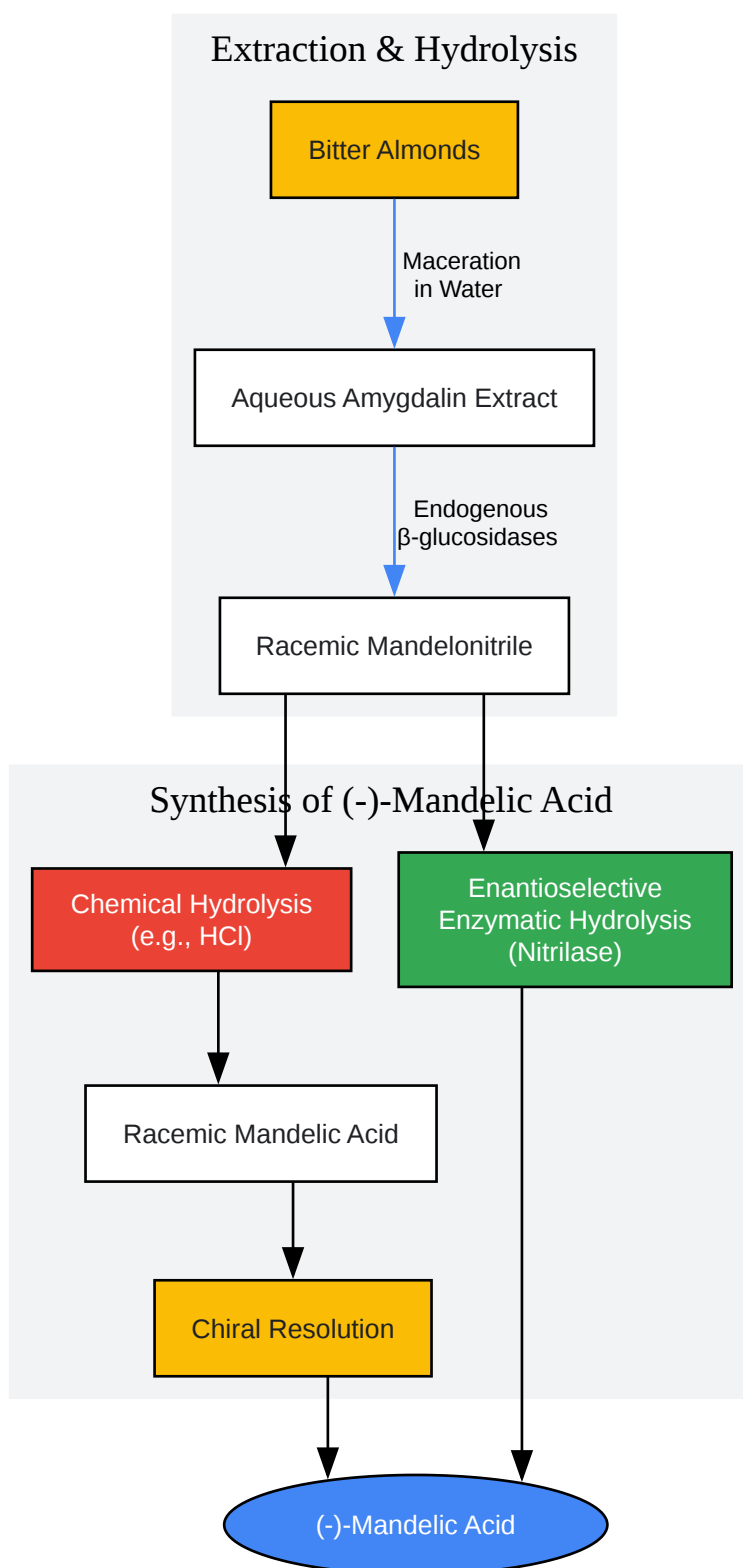 Extraction & Hydrolysis
Bitter Almonds
Maceration
in Water
Aqueous Amygdalin Extract
Endogenous
β-glucosidases
Racemic Mandelonitrile
Synthesis of (-)-Mandelic Acid
Chemical Hydrolysis
(e.g., HCl)
Enantioselective
Enzymatic Hydrolysis
(Nitrilase)
Racemic Mandelic Acid
Chiral Resolution
(-)-Mandelic Acid